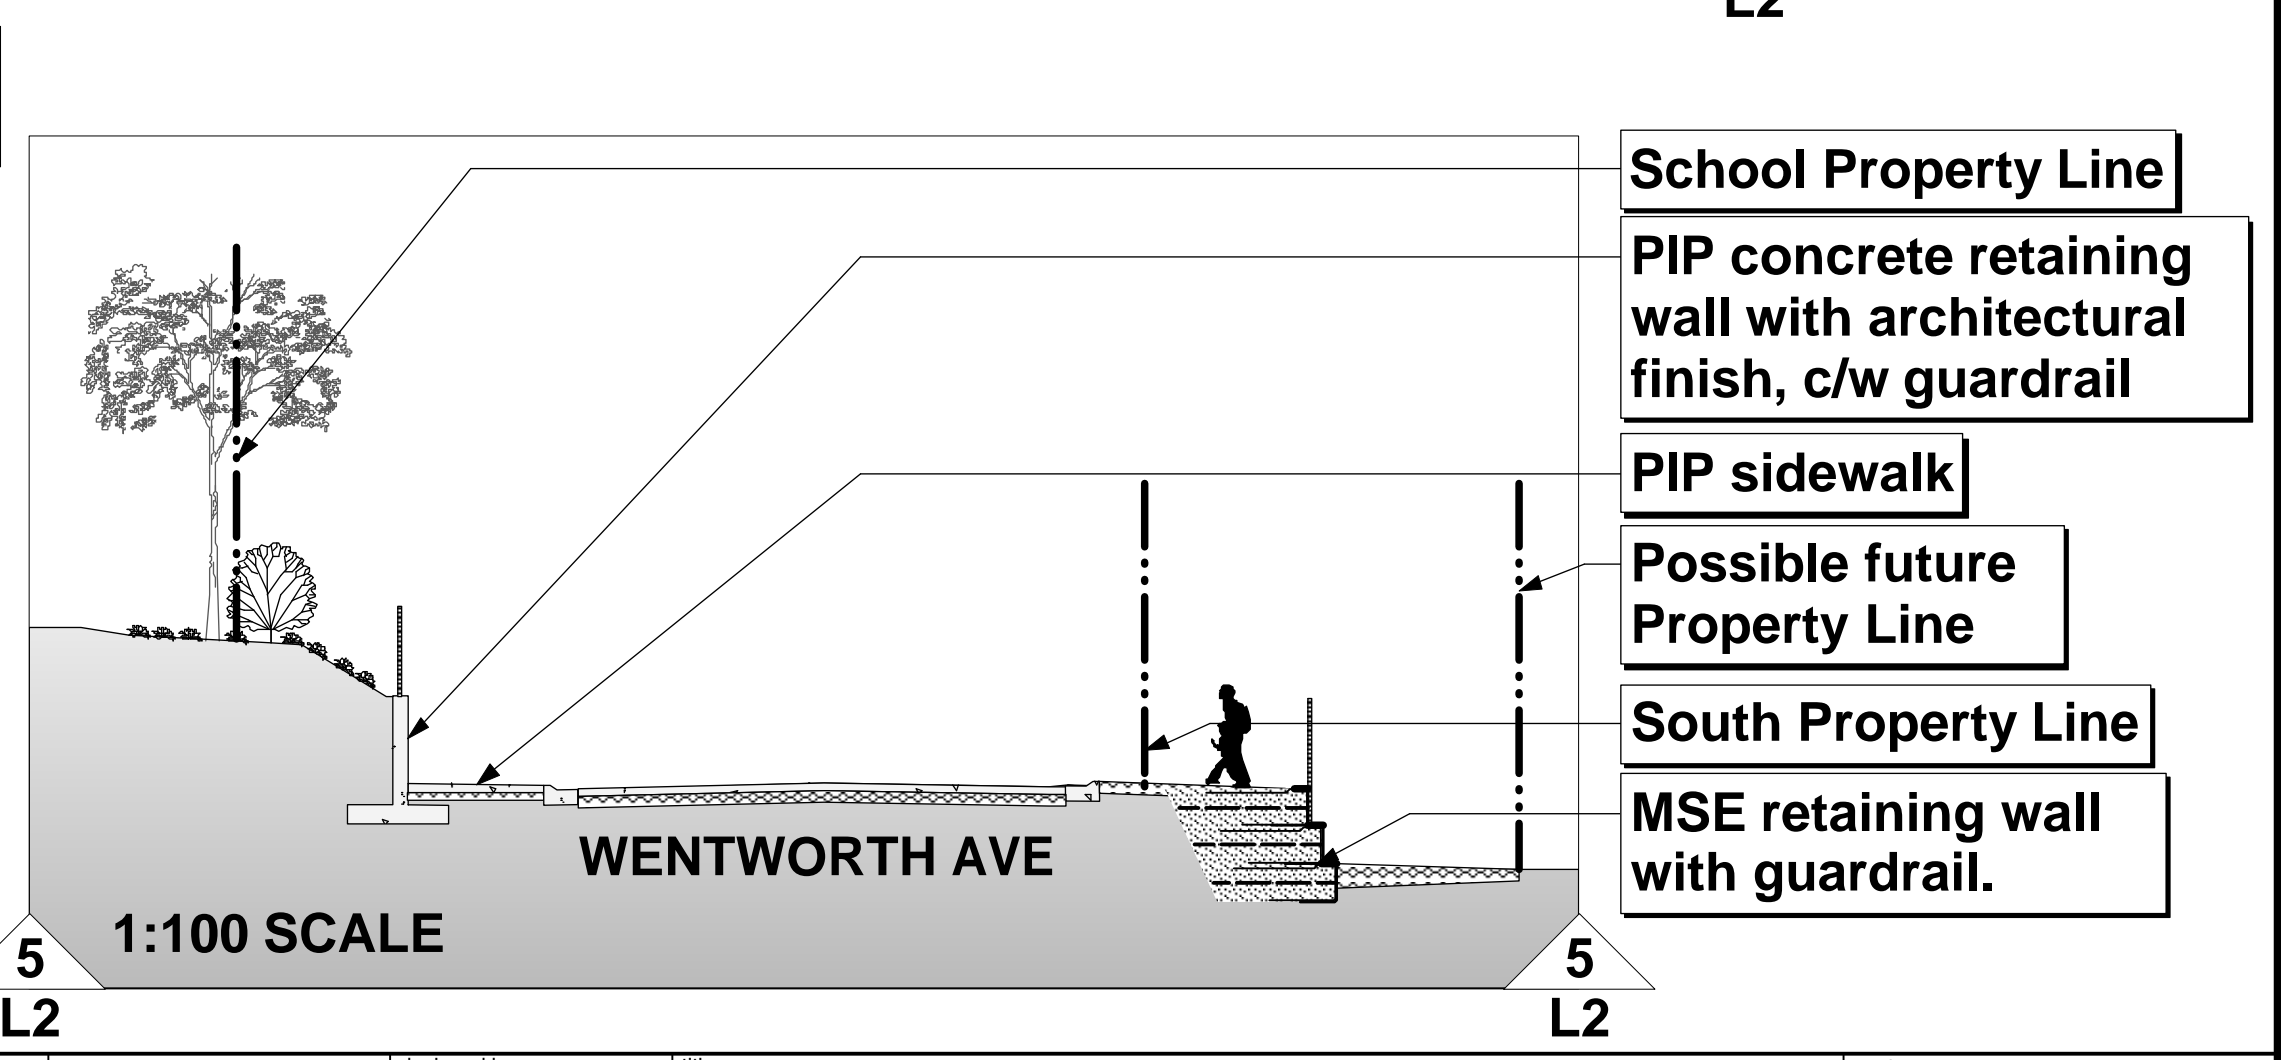 L2
School Property Line
PIP concrete retaining
wall with architectural
finish, c/w guardrail
PIP sidewalk
Possible future
Property Line
South Property Line
MSE retaining wall
with guardrail.
WENTWORTH AVE
1:100 SCALE
5
L2
5
L2